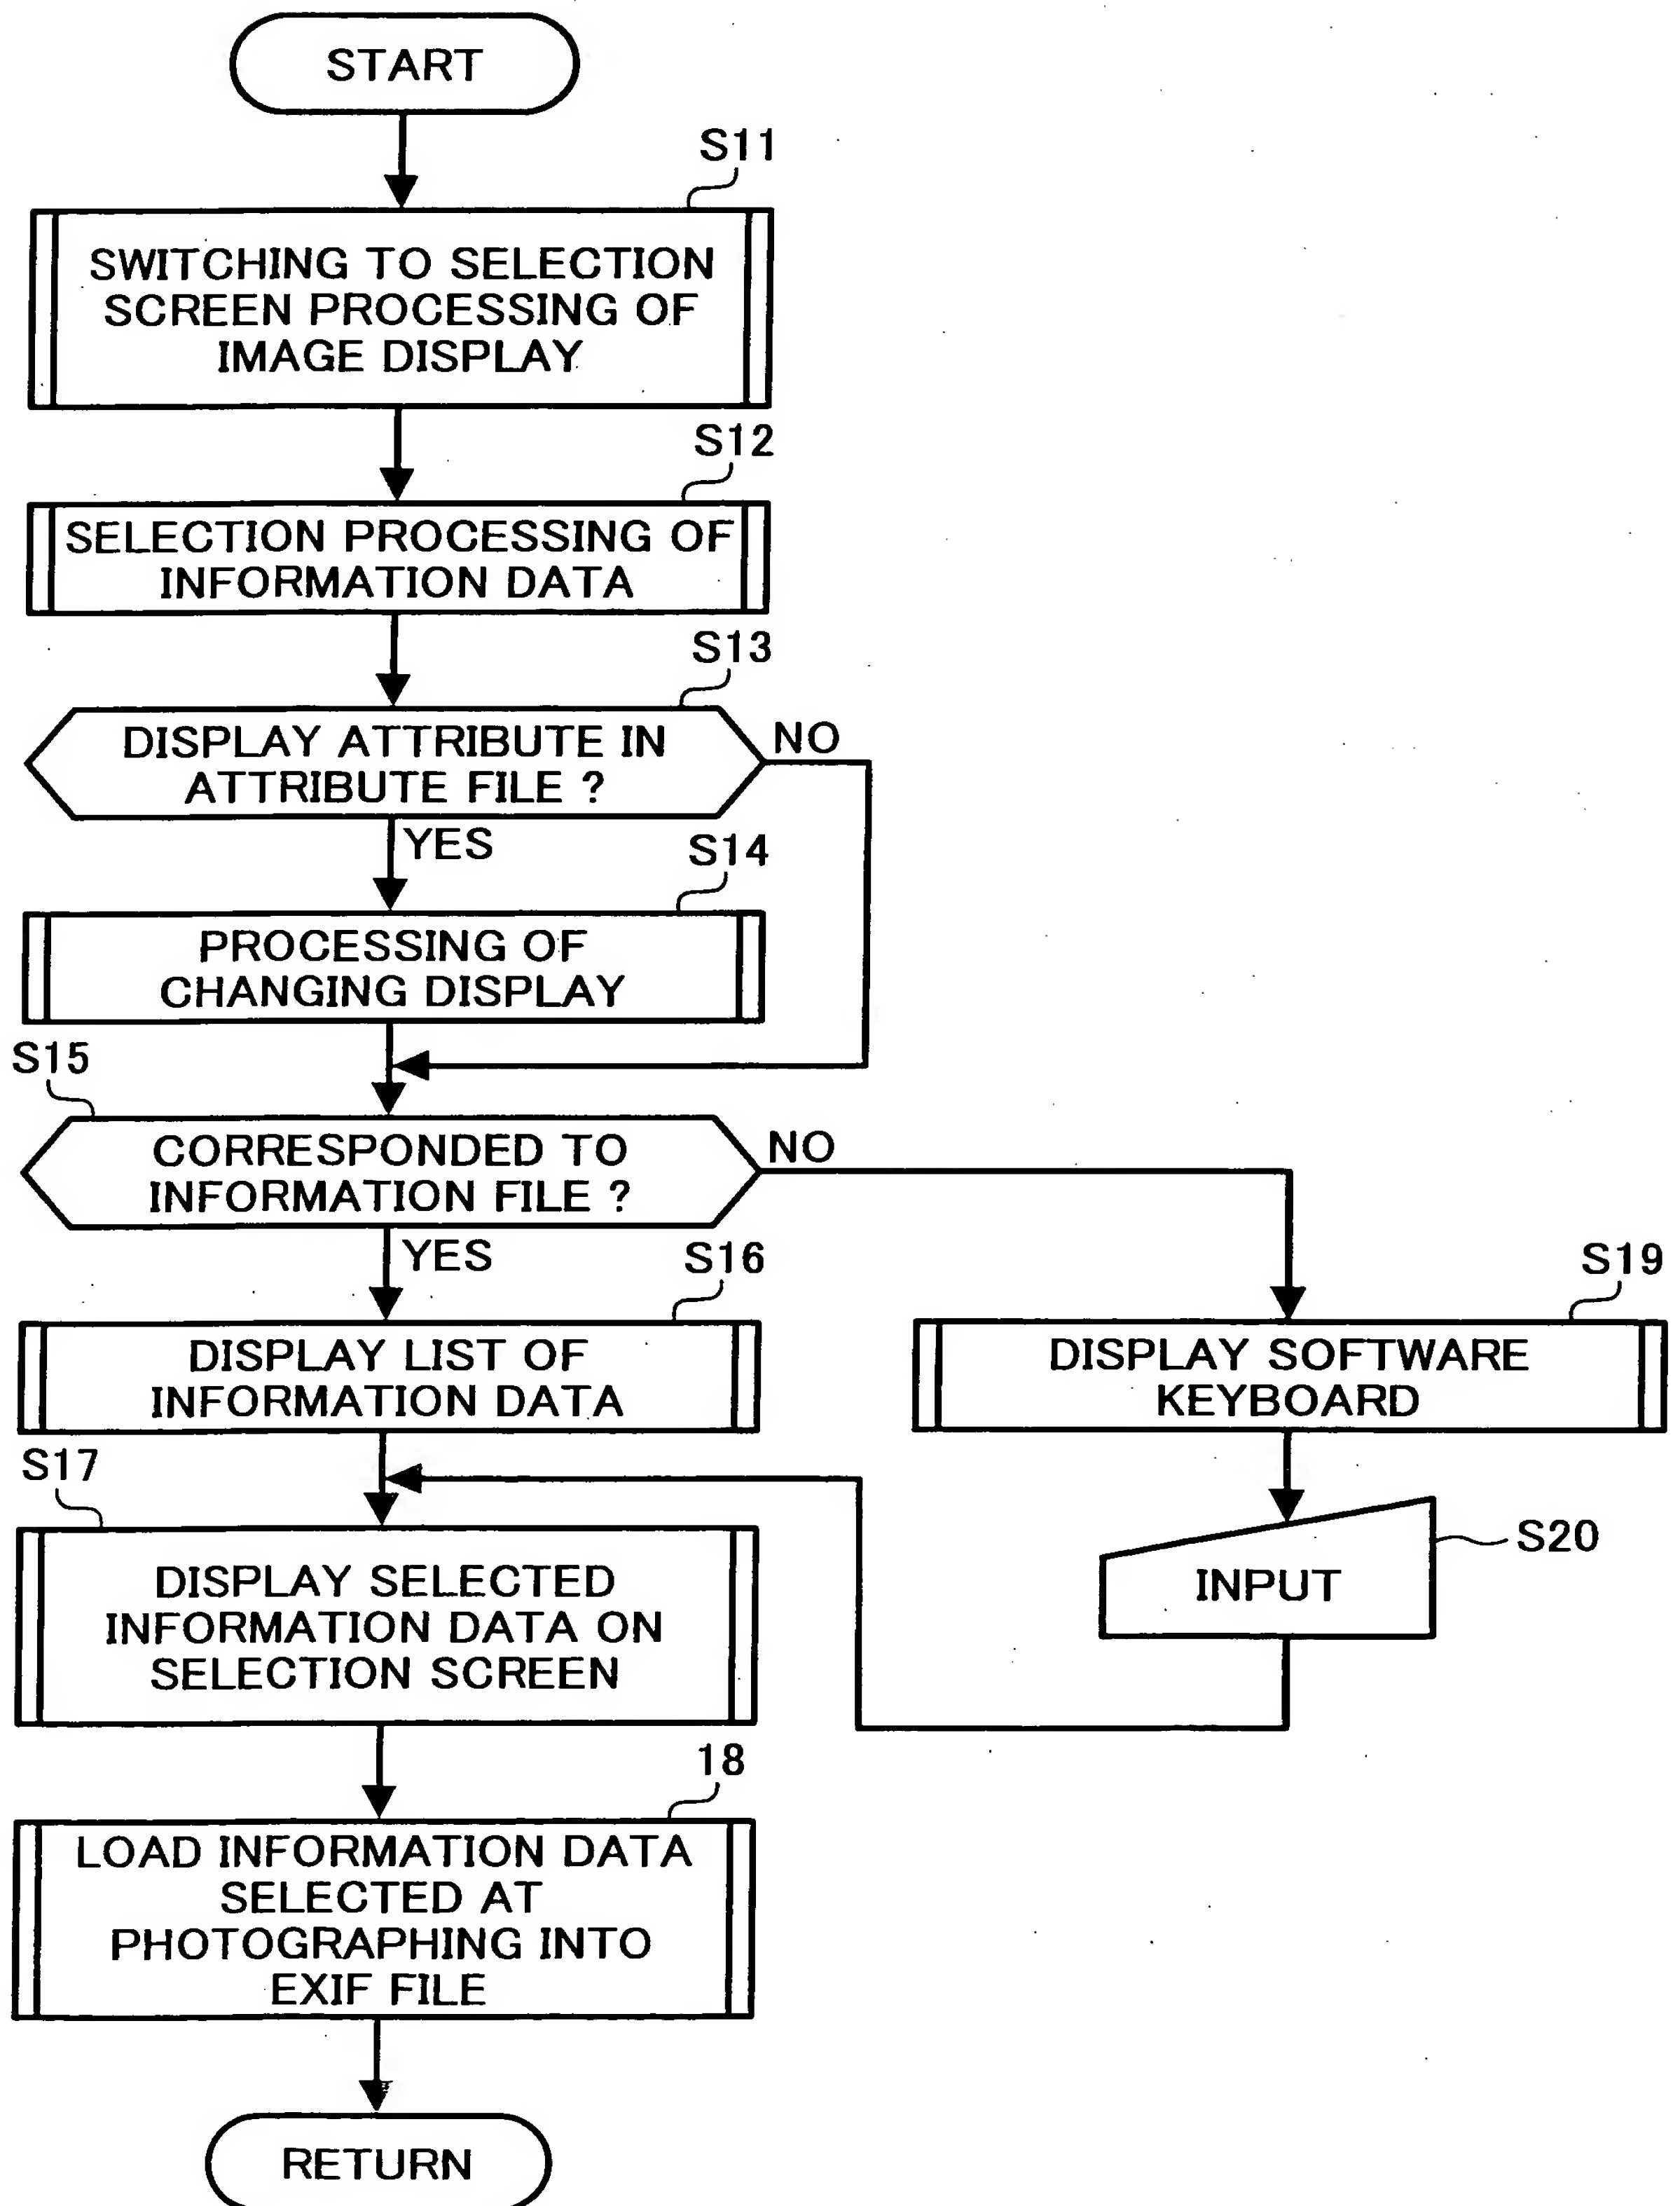 START
S11
SWITCHING TO SELECTION
SCREEN PROCESSING OF
IMAGE DISPLAY
S12
SELECTION PROCESSING OF
INFORMATION DATA
S13
DISPLAY ATTRIBUTE IN
ATTRIBUTE FILE ?
NO
YES
S14
PROCESSING OF
CHANGING DISPLAY
S15
CORRESPONDED TO
INFORMATION FILE ?
NO
YES
S16
DISPLAY LIST OF
INFORMATION DATA
S19
DISPLAY SOFTWARE
KEYBOARD
S20
INPUT
S17
DISPLAY SELECTED
INFORMATION DATA ON
SELECTION SCREEN
18
LOAD INFORMATION DATA
SELECTED AT
PHOTOGRAPHING INTO
EXIF FILE
RETURN